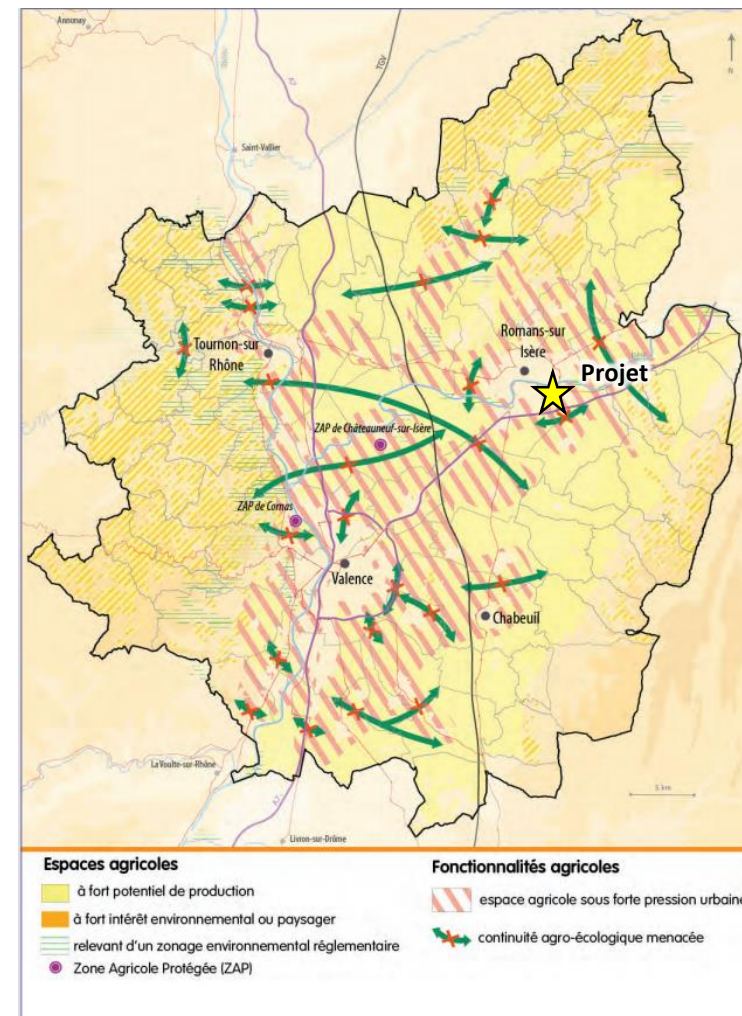 Annonay
A7
TGV
N
Saint-Vallier
Romans-sur
Isère
Tournon-sur
Rhône
Projet
ZAP de Châteauneuf-sur-Isère
ZAP de Cornas
Valence
Chabeuil
La Voulte-sur-Rhône
5 km
A7
Livron-sur-Drôme
Espaces agricoles
à fort potentiel de production
à fort intérêt environnemental ou paysager
relevant d'un zonage environnemental réglementaire
Zone Agricole Protégée (ZAP)
Fonctionnalités agricoles
espace agricole sous forte pression urbaine
continuité agro-écologique menacée